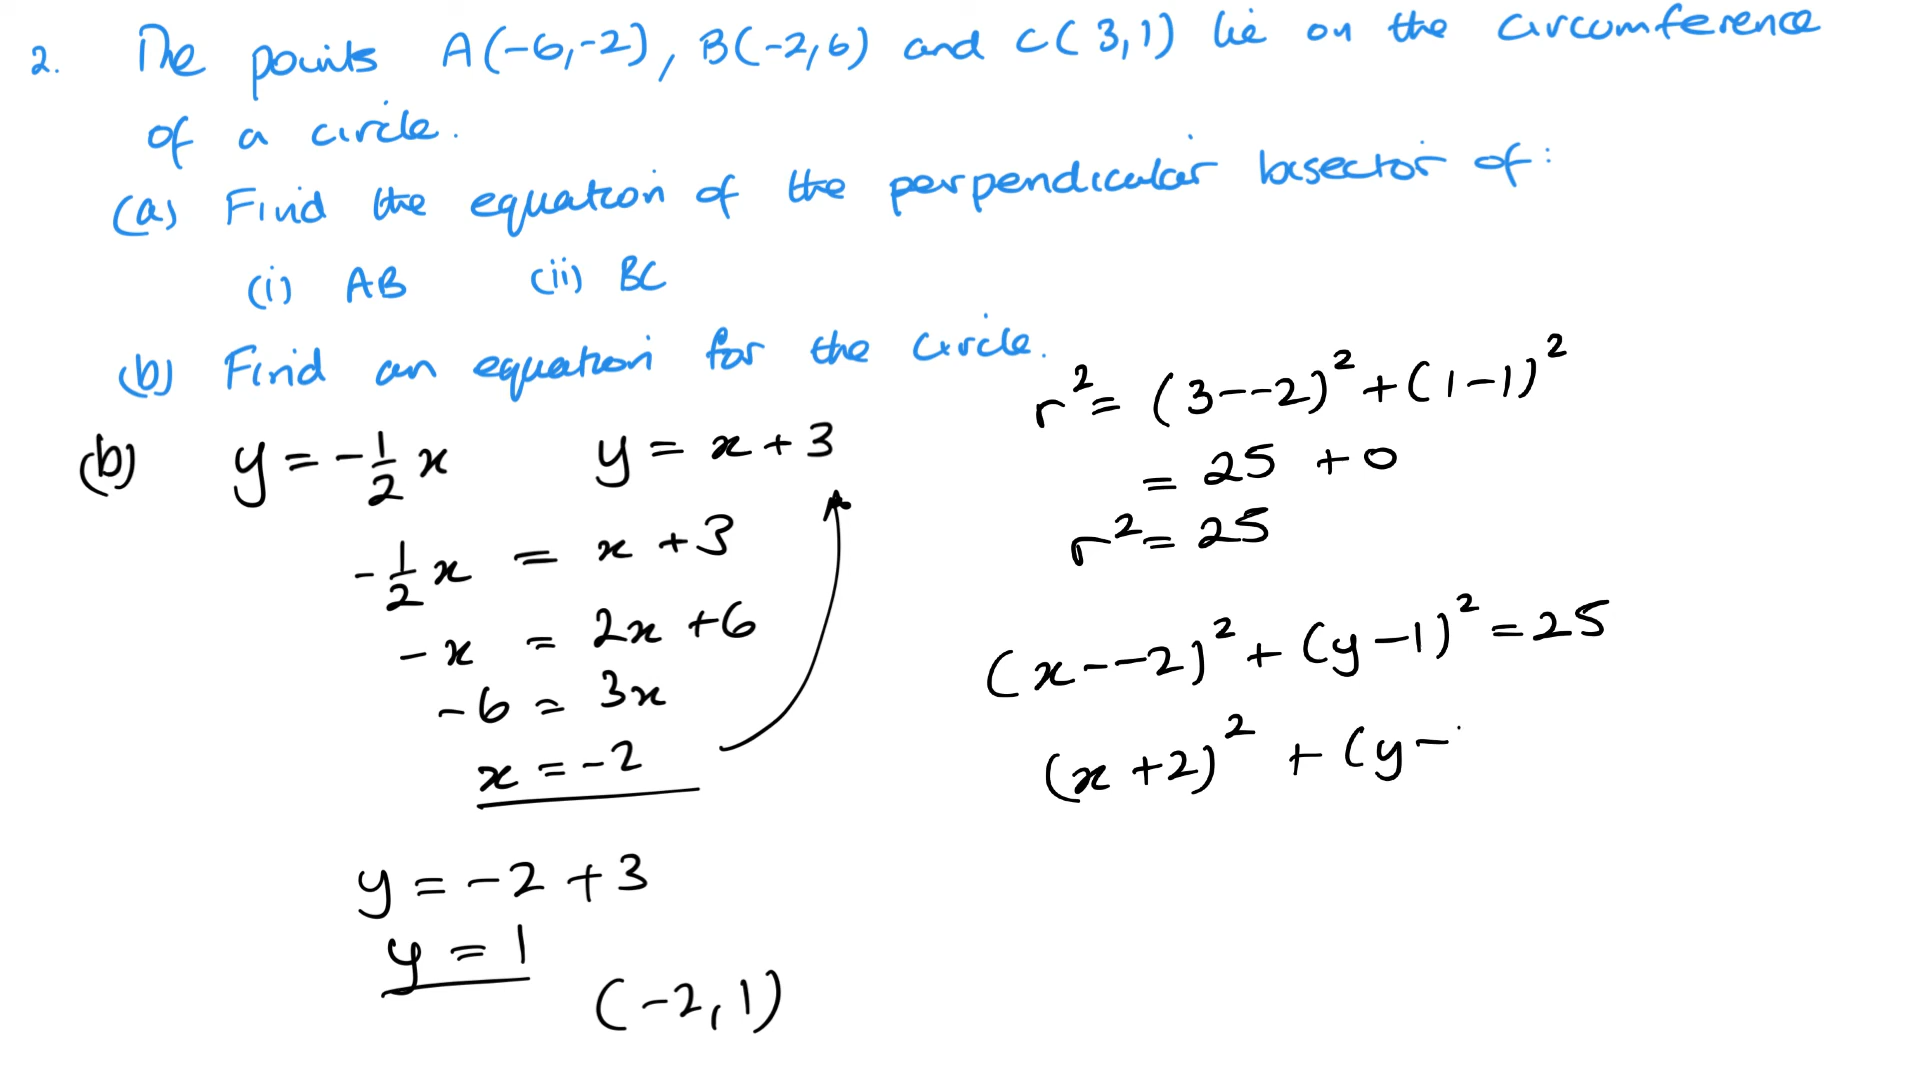 2. The points A(-6,-2), B(-2,6) and C(3,1) lie on the circumference
of a circle.
(a) Find the equation of the perpendicular bisector of:
(i) AB (ii) BC
(b) Find an equation for the circle.
(b) y = -1/2 x y = x + 3
-1/2 x = x + 3
-x = 2x + 6
-6 = 3x
x = -2
y = -2 + 3
y = 1
(-2, 1)
r² = (3--2)² + (1-1)²
= 25 + 0
r² = 25
(x--2)² + (y-1)² = 25
(x+2)² + (y-